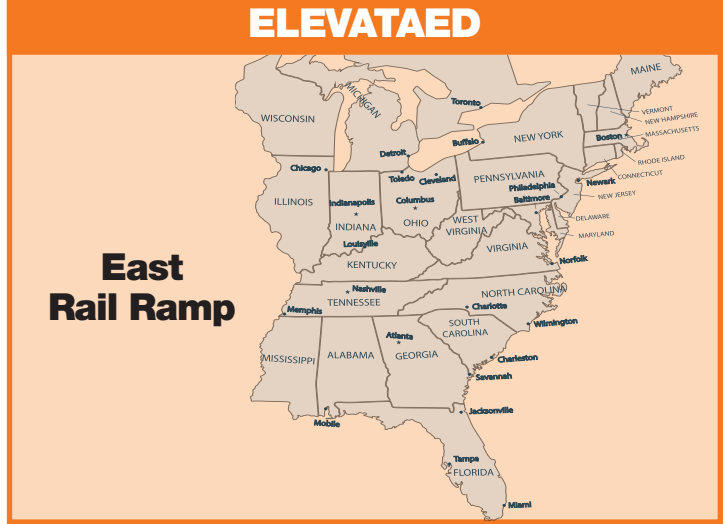 ELEVATAED
MAINE
MICHIGAN
Toronto
VERMONT
WISCONSIN
NEW HAMPSHIRE
NEW YORK
Boston
MASSACHUSETTS
Buffalo
Detroit
RHODE ISLAND
Chicago
Toledo
Cleveland
PENNSYLVANIA
CONNECTICUT
Newark
Philadelphia
NEW JERSEY
ILLINOIS
Indianapolis
Columbus
Baltimore
INDIANA
OHIO
WEST
VIRGINIA
DELAWARE
MARYLAND
Louisville
VIRGINIA
East
Rail Ramp
KENTUCKY
Norfolk
Nashville
NORTH CAROLINA
TENNESSEE
Memphis
Charlotte
SOUTH
CAROLINA
Wilmington
Atlanta
MISSISSIPPI
ALABAMA
GEORGIA
Charleston
Savannah
Jacksonville
Mobile
Tampa
FLORIDA
Miami